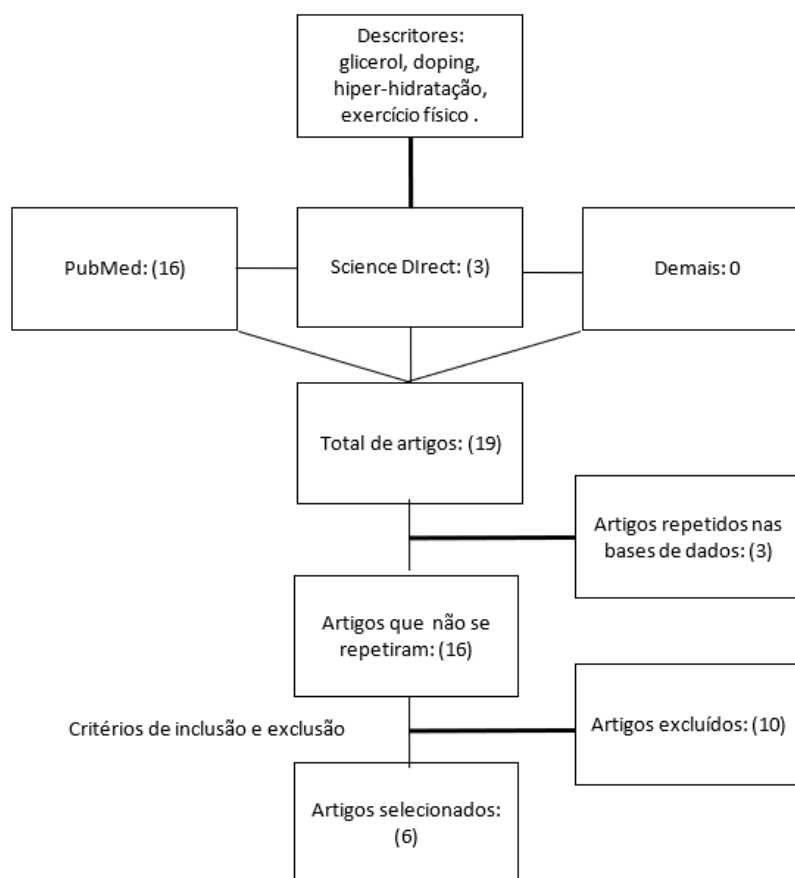 Descritores:
glicerol, doping,
hiper-hidratação,
exercício físico .
PubMed: (16)
Science DIrect: (3)
Demais: 0
Total de artigos: (19)
Artigos repetidos nas
bases de dados: (3)
Artigos que não se
repetiram: (16)
Critérios de inclusão e exclusão
Artigos excluídos: (10)
Artigos selecionados:
(6)